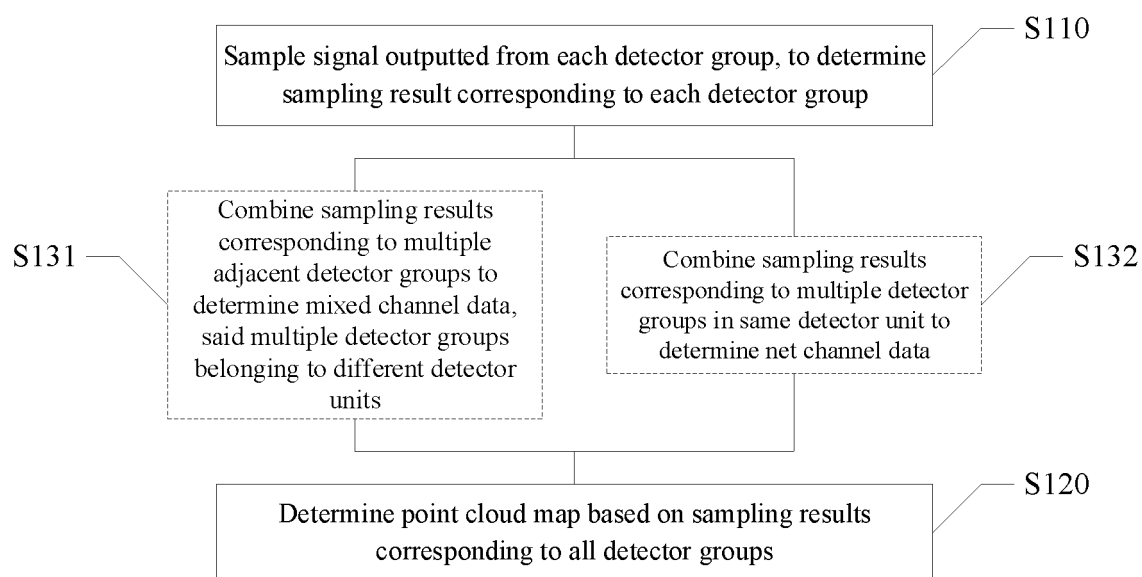 S110
Sample signal outputted from each detector group, to determine
sampling result corresponding to each detector group
S131
Combine sampling results
corresponding to multiple
adjacent detector groups to
determine mixed channel data,
said multiple detector groups
belonging to different detector
units
S132
Combine sampling results
corresponding to multiple detector
groups in same detector unit to
determine net channel data
S120
Determine point cloud map based on sampling results
corresponding to all detector groups